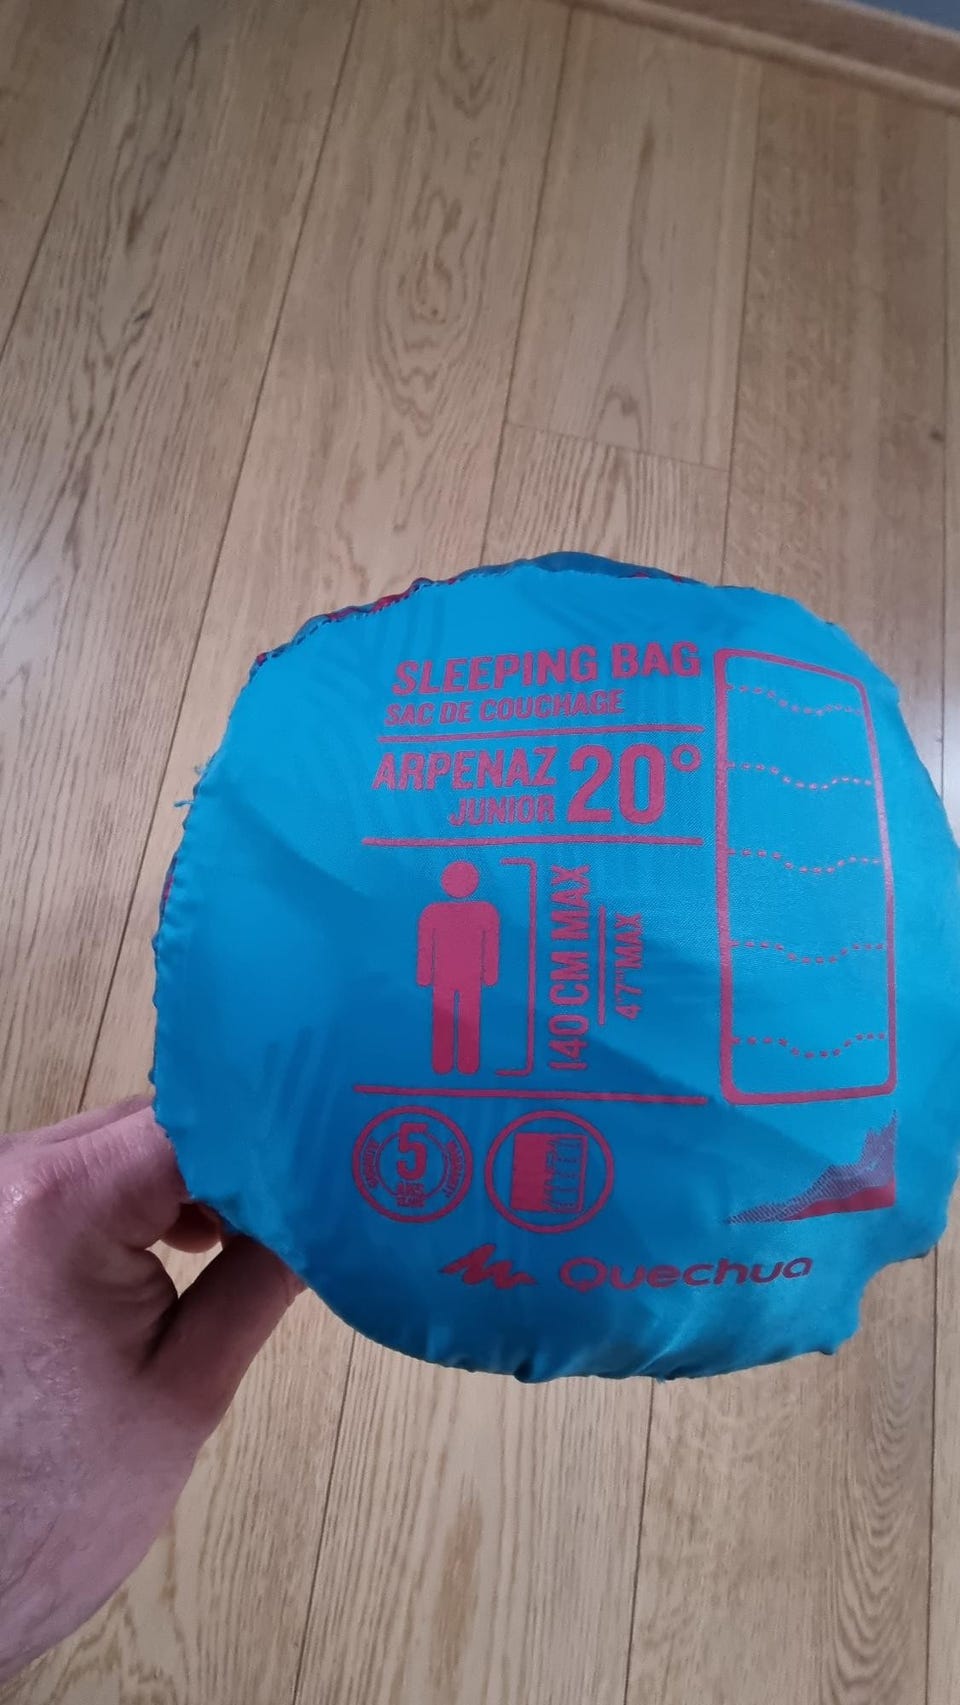 SLEEPING BAG
SAC DE COUCHAGE
ARPENAZ
JUNIOR
20°
140 CM MAX
4'7" MAX
5
Quechua